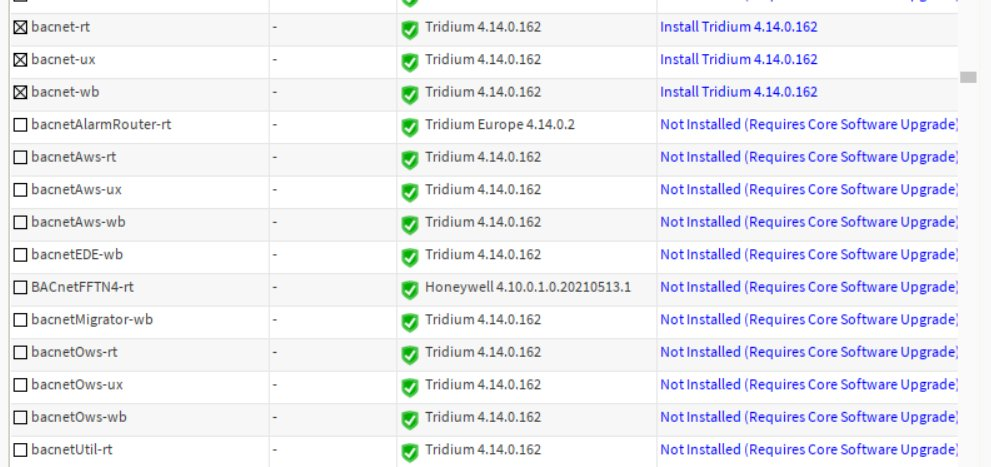 bacnet-rt - Tridium 4.14.0.162 Install Tridium 4.14.0.162
bacnet-ux - Tridium 4.14.0.162 Install Tridium 4.14.0.162
bacnet-wb - Tridium 4.14.0.162 Install Tridium 4.14.0.162
bacnetAlarmRouter-rt - Tridium Europe 4.14.0.2 Not Installed (Requires Core Software Upgrade)
bacnetAws-rt - Tridium 4.14.0.162 Not Installed (Requires Core Software Upgrade)
bacnetAws-ux - Tridium 4.14.0.162 Not Installed (Requires Core Software Upgrade)
bacnetAws-wb - Tridium 4.14.0.162 Not Installed (Requires Core Software Upgrade)
bacnetEDE-wb - Tridium 4.14.0.162 Not Installed (Requires Core Software Upgrade)
BACnetFFTN4-rt - Honeywell 4.10.0.1.0.20210513.1 Not Installed (Requires Core Software Upgrade)
bacnetMigrator-wb - Tridium 4.14.0.162 Not Installed (Requires Core Software Upgrade)
bacnetOws-rt - Tridium 4.14.0.162 Not Installed (Requires Core Software Upgrade)
bacnetOws-ux - Tridium 4.14.0.162 Not Installed (Requires Core Software Upgrade)
bacnetOws-wb - Tridium 4.14.0.162 Not Installed (Requires Core Software Upgrade)
bacnetUtil-rt - Tridium 4.14.0.162 Not Installed (Requires Core Software Upgrade)